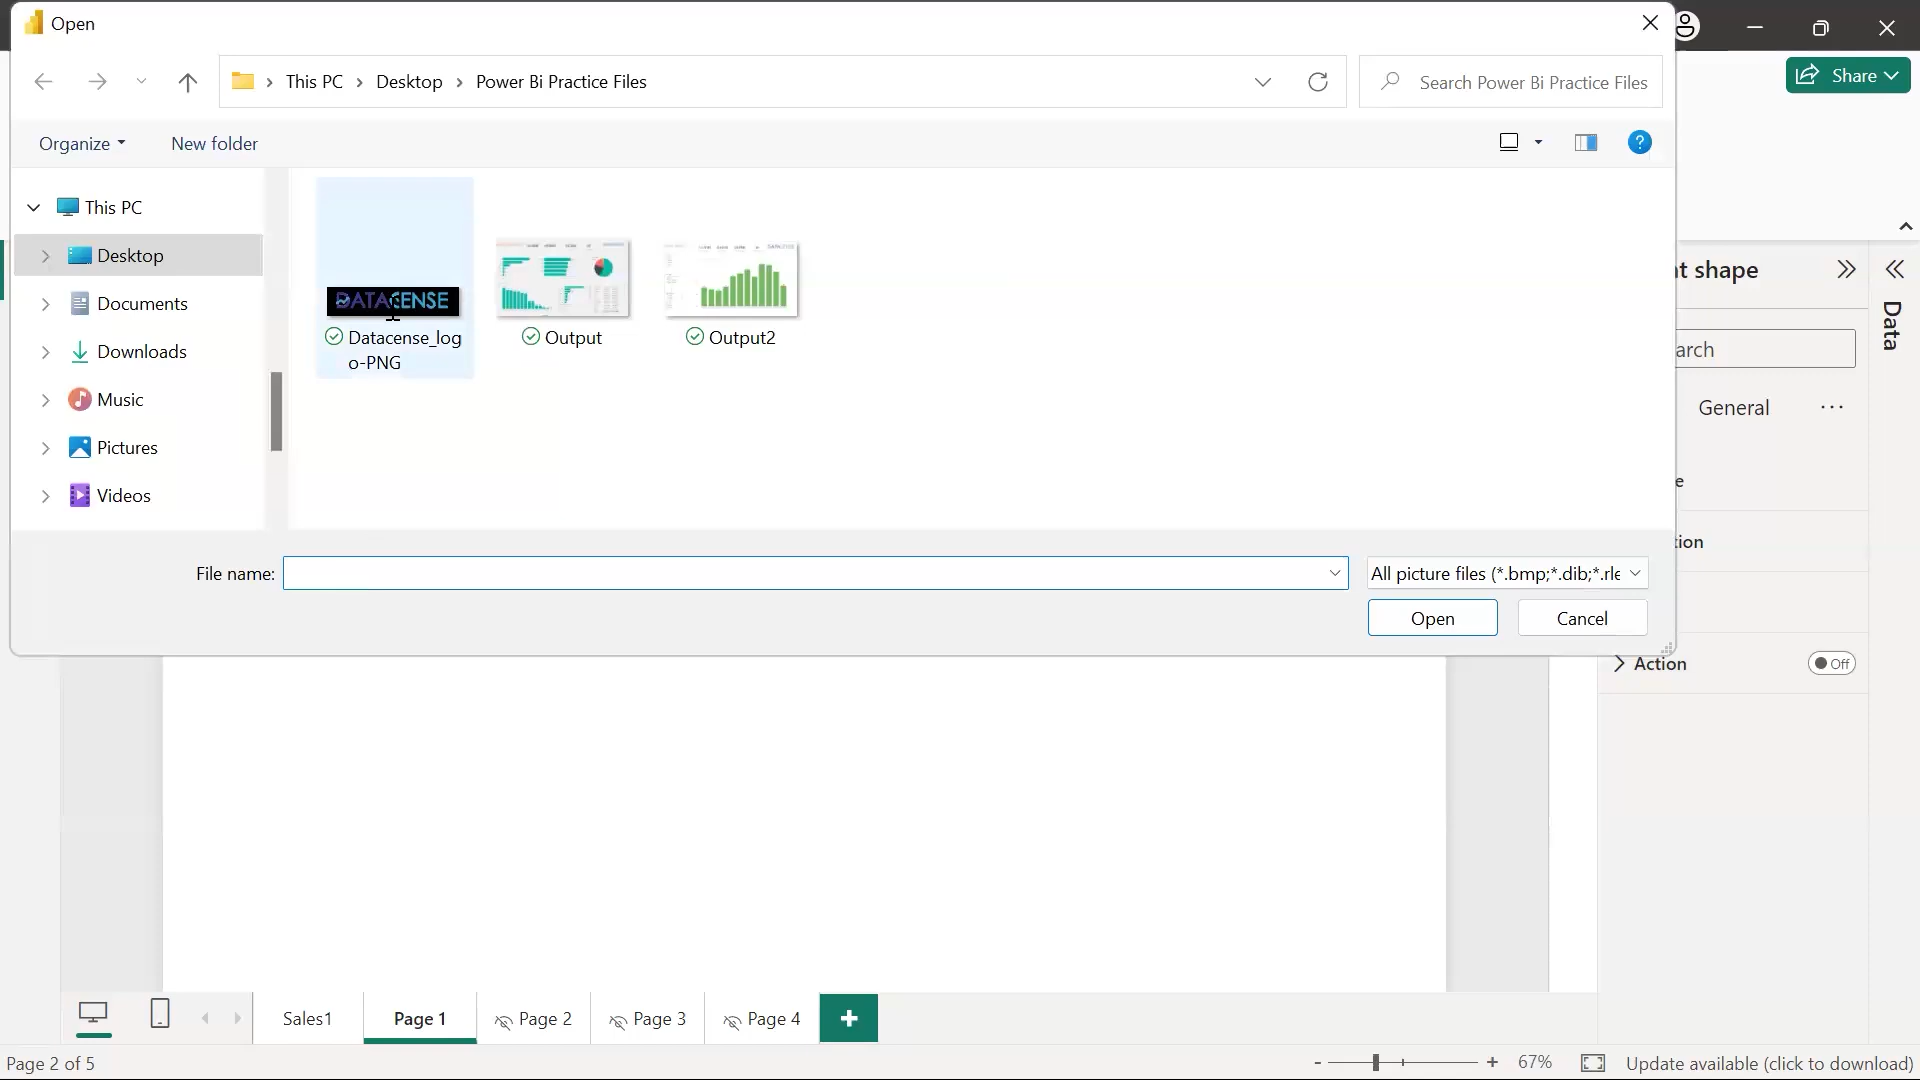 Open
This PC > Desktop > Power Bi Practice Files
Search Power Bi Practice Files
Share
Organize
New folder
This PC
Desktop
Documents
Downloads
Music
Pictures
Videos
DATACENSE
Datacense_log
o-PNG
Output
Output2
File name:
All picture files (*.bmp;*.dib;*.rle
Open
Cancel
t shape
Data
arch
General
e
tion
Action
Off
Sales1
Page 1
Page 2
Page 3
Page 4
Page 2 of 5
67%
Update available (click to download)